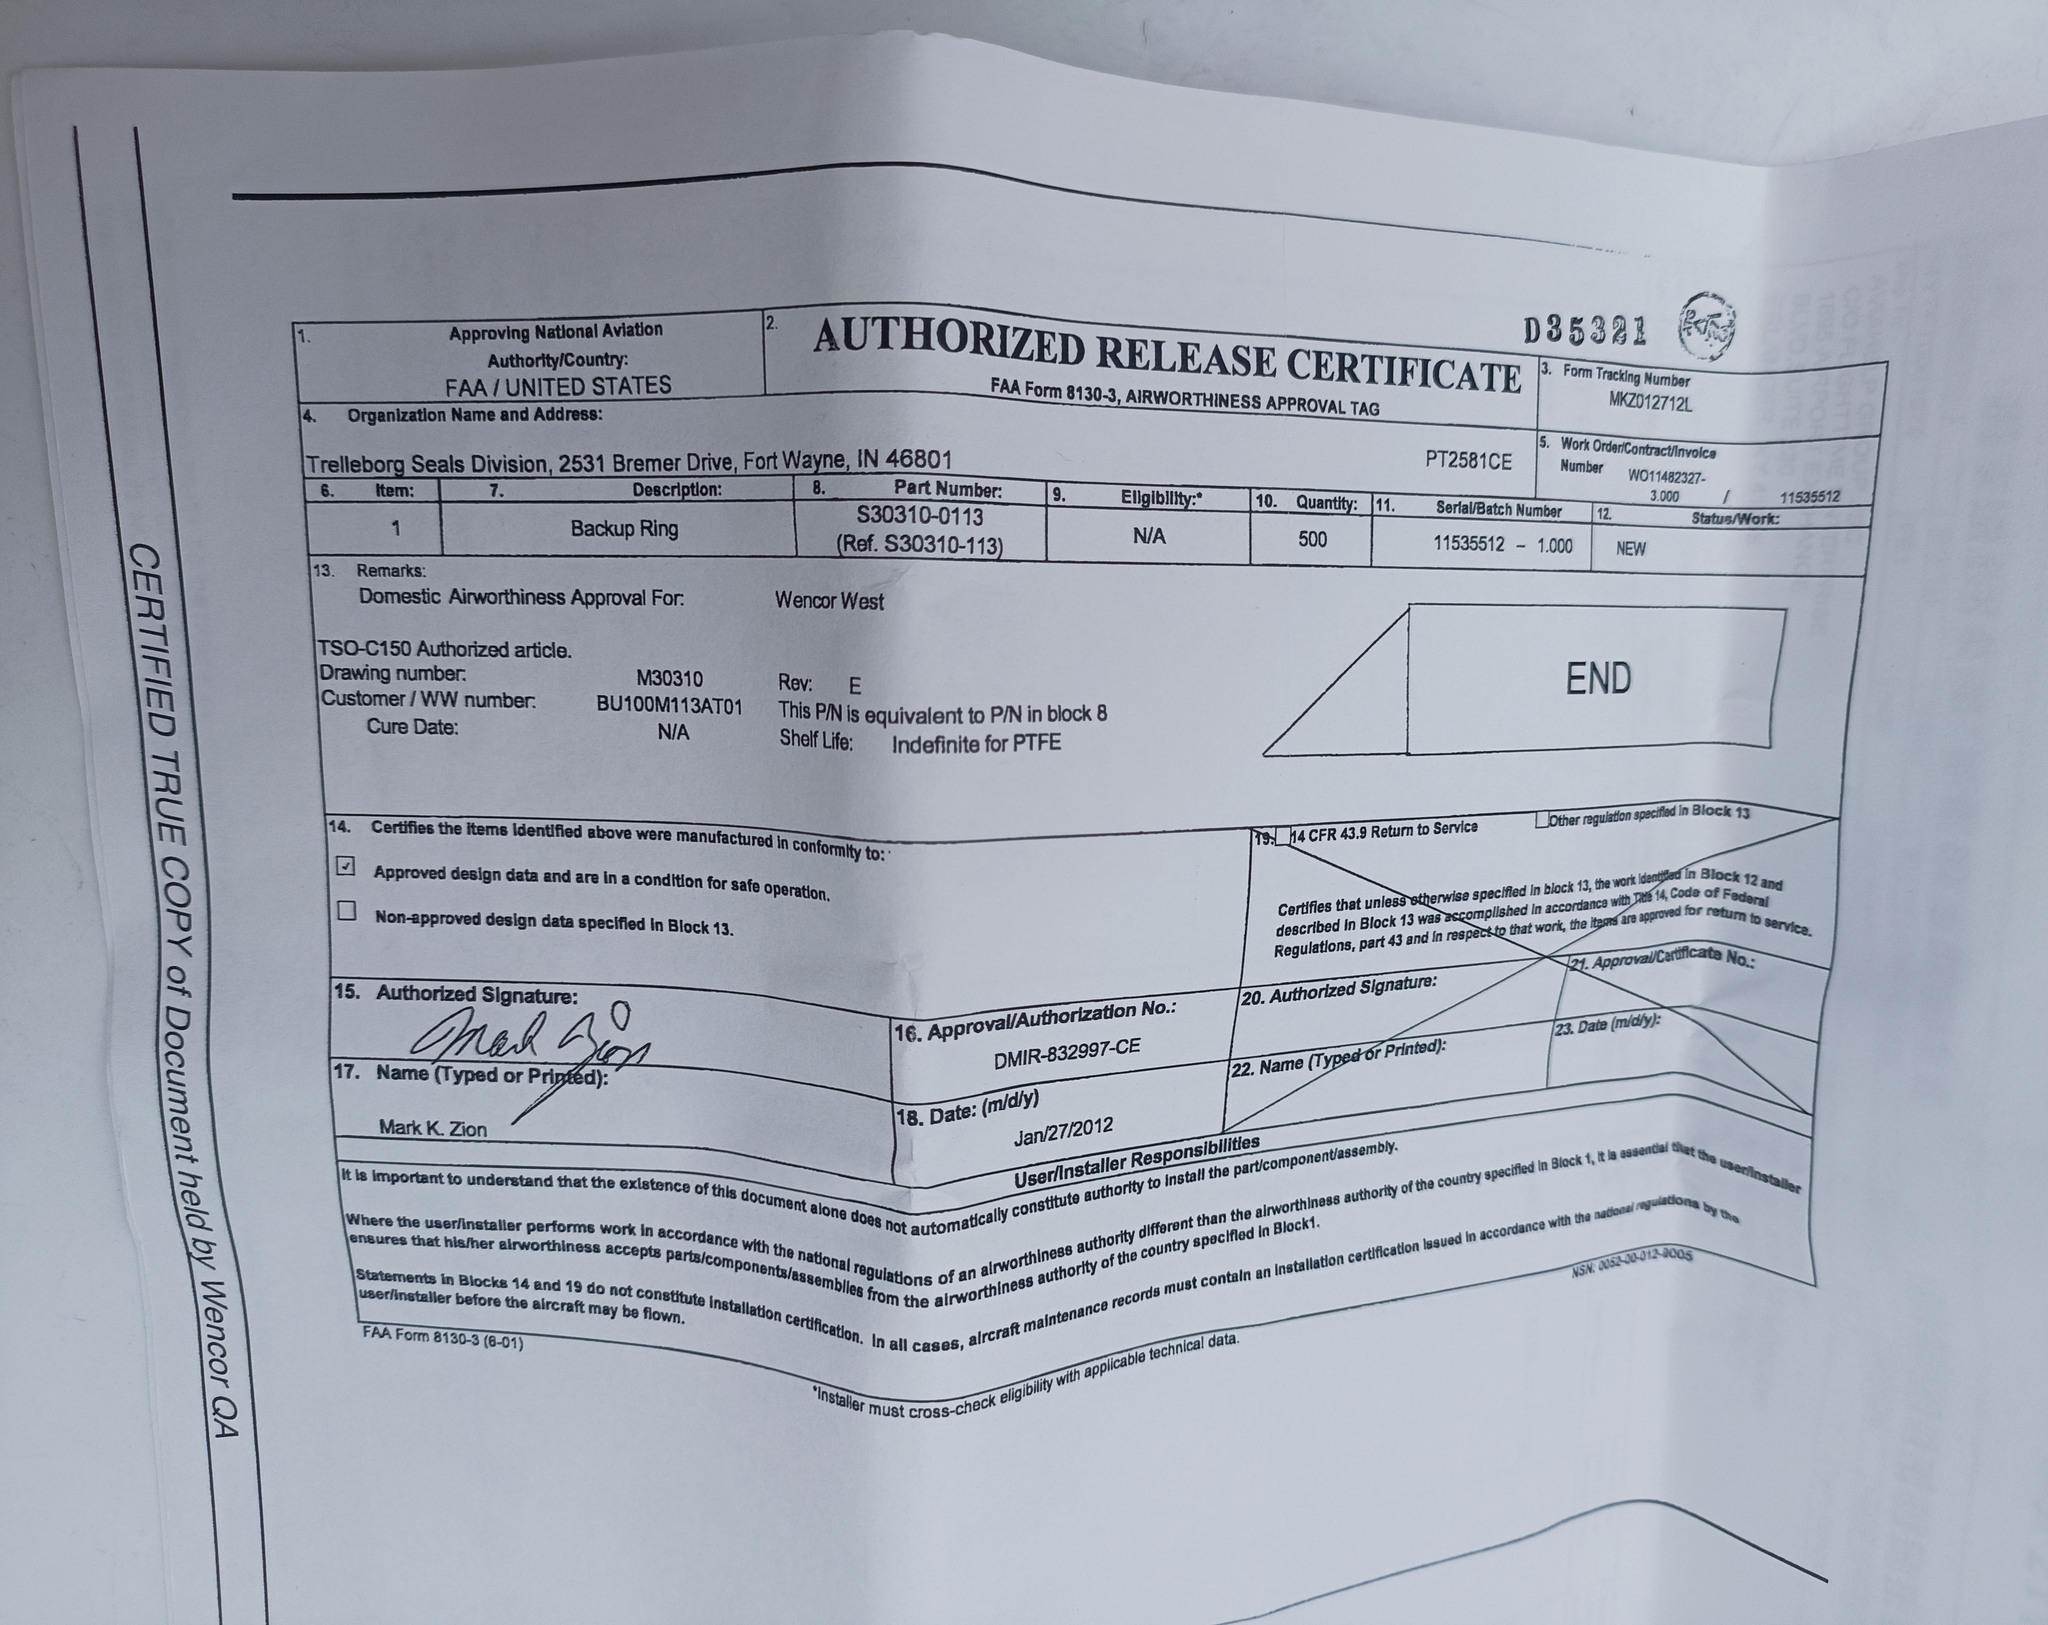 D35321
1. Approving National Aviation
Authority/Country:
FAA / UNITED STATES
2. AUTHORIZED RELEASE CERTIFICATE
FAA Form 8130-3, AIRWORTHINESS APPROVAL TAG
3. Form Tracking Number
MKZ012712L
4. Organization Name and Address:
Trelleborg Seals Division, 2531 Bremer Drive, Fort Wayne, IN 46801
PT2581CE
5. Work Order/Contract/Invoice
Number WO11482327-
3.000 / 11535512
6. Item: 7. Description: 8. Part Number: 9. Eligibility:* 10. Quantity: 11. Serial/Batch Number 12. Status/Work:
1 Backup Ring S30310-0113 N/A 500 11535512 – 1.000 NEW
(Ref. S30310-113)
13. Remarks:
Domestic Airworthiness Approval For: Wencor West
TSO-C150 Authorized article.
Drawing number: M30310 Rev: E
Customer / WW number: BU100M113AT01 This P/N is equivalent to P/N in block 8
Cure Date: N/A Shelf Life: Indefinite for PTFE
END
14. Certifies the items identified above were manufactured in conformity to:
Approved design data and are in a condition for safe operation.
Non-approved design data specified in Block 13.
19. 14 CFR 43.9 Return to Service Other regulation specified in Block 13
Certifies that unless otherwise specified in block 13, the work identified in Block 12 and
described in Block 13 was accomplished in accordance with Title 14, Code of Federal
Regulations, part 43 and in respect to that work, the items are approved for return to service.
15. Authorized Signature:
Mark Zion
16. Approval/Authorization No.:
DMIR-832997-CE
20. Authorized Signature:
21. Approval/Certificate No.:
17. Name (Typed or Printed):
Mark K. Zion
18. Date: (m/d/y)
Jan/27/2012
22. Name (Typed or Printed):
23. Date (m/d/y):
User/Installer Responsibilities
It is important to understand that the existence of this document alone does not automatically constitute authority to install the part/component/assembly.
Where the user/installer performs work in accordance with the national regulations of an airworthiness authority different than the airworthiness authority of the country specified in Block 1, it is essential that the user/installer
ensures that his/her airworthiness accepts parts/components/assemblies from the airworthiness authority of the country specified in Block1.
Statements in Blocks 14 and 19 do not constitute installation certification. In all cases, aircraft maintenance records must contain an installation certification issued in accordance with the national regulations by the
user/installer before the aircraft may be flown.
FAA Form 8130-3 (6-01)
*Installer must cross-check eligibility with applicable technical data.
NSN: 0052-00-012-9005
CERTIFIED TRUE COPY of Document held by Wencor QA